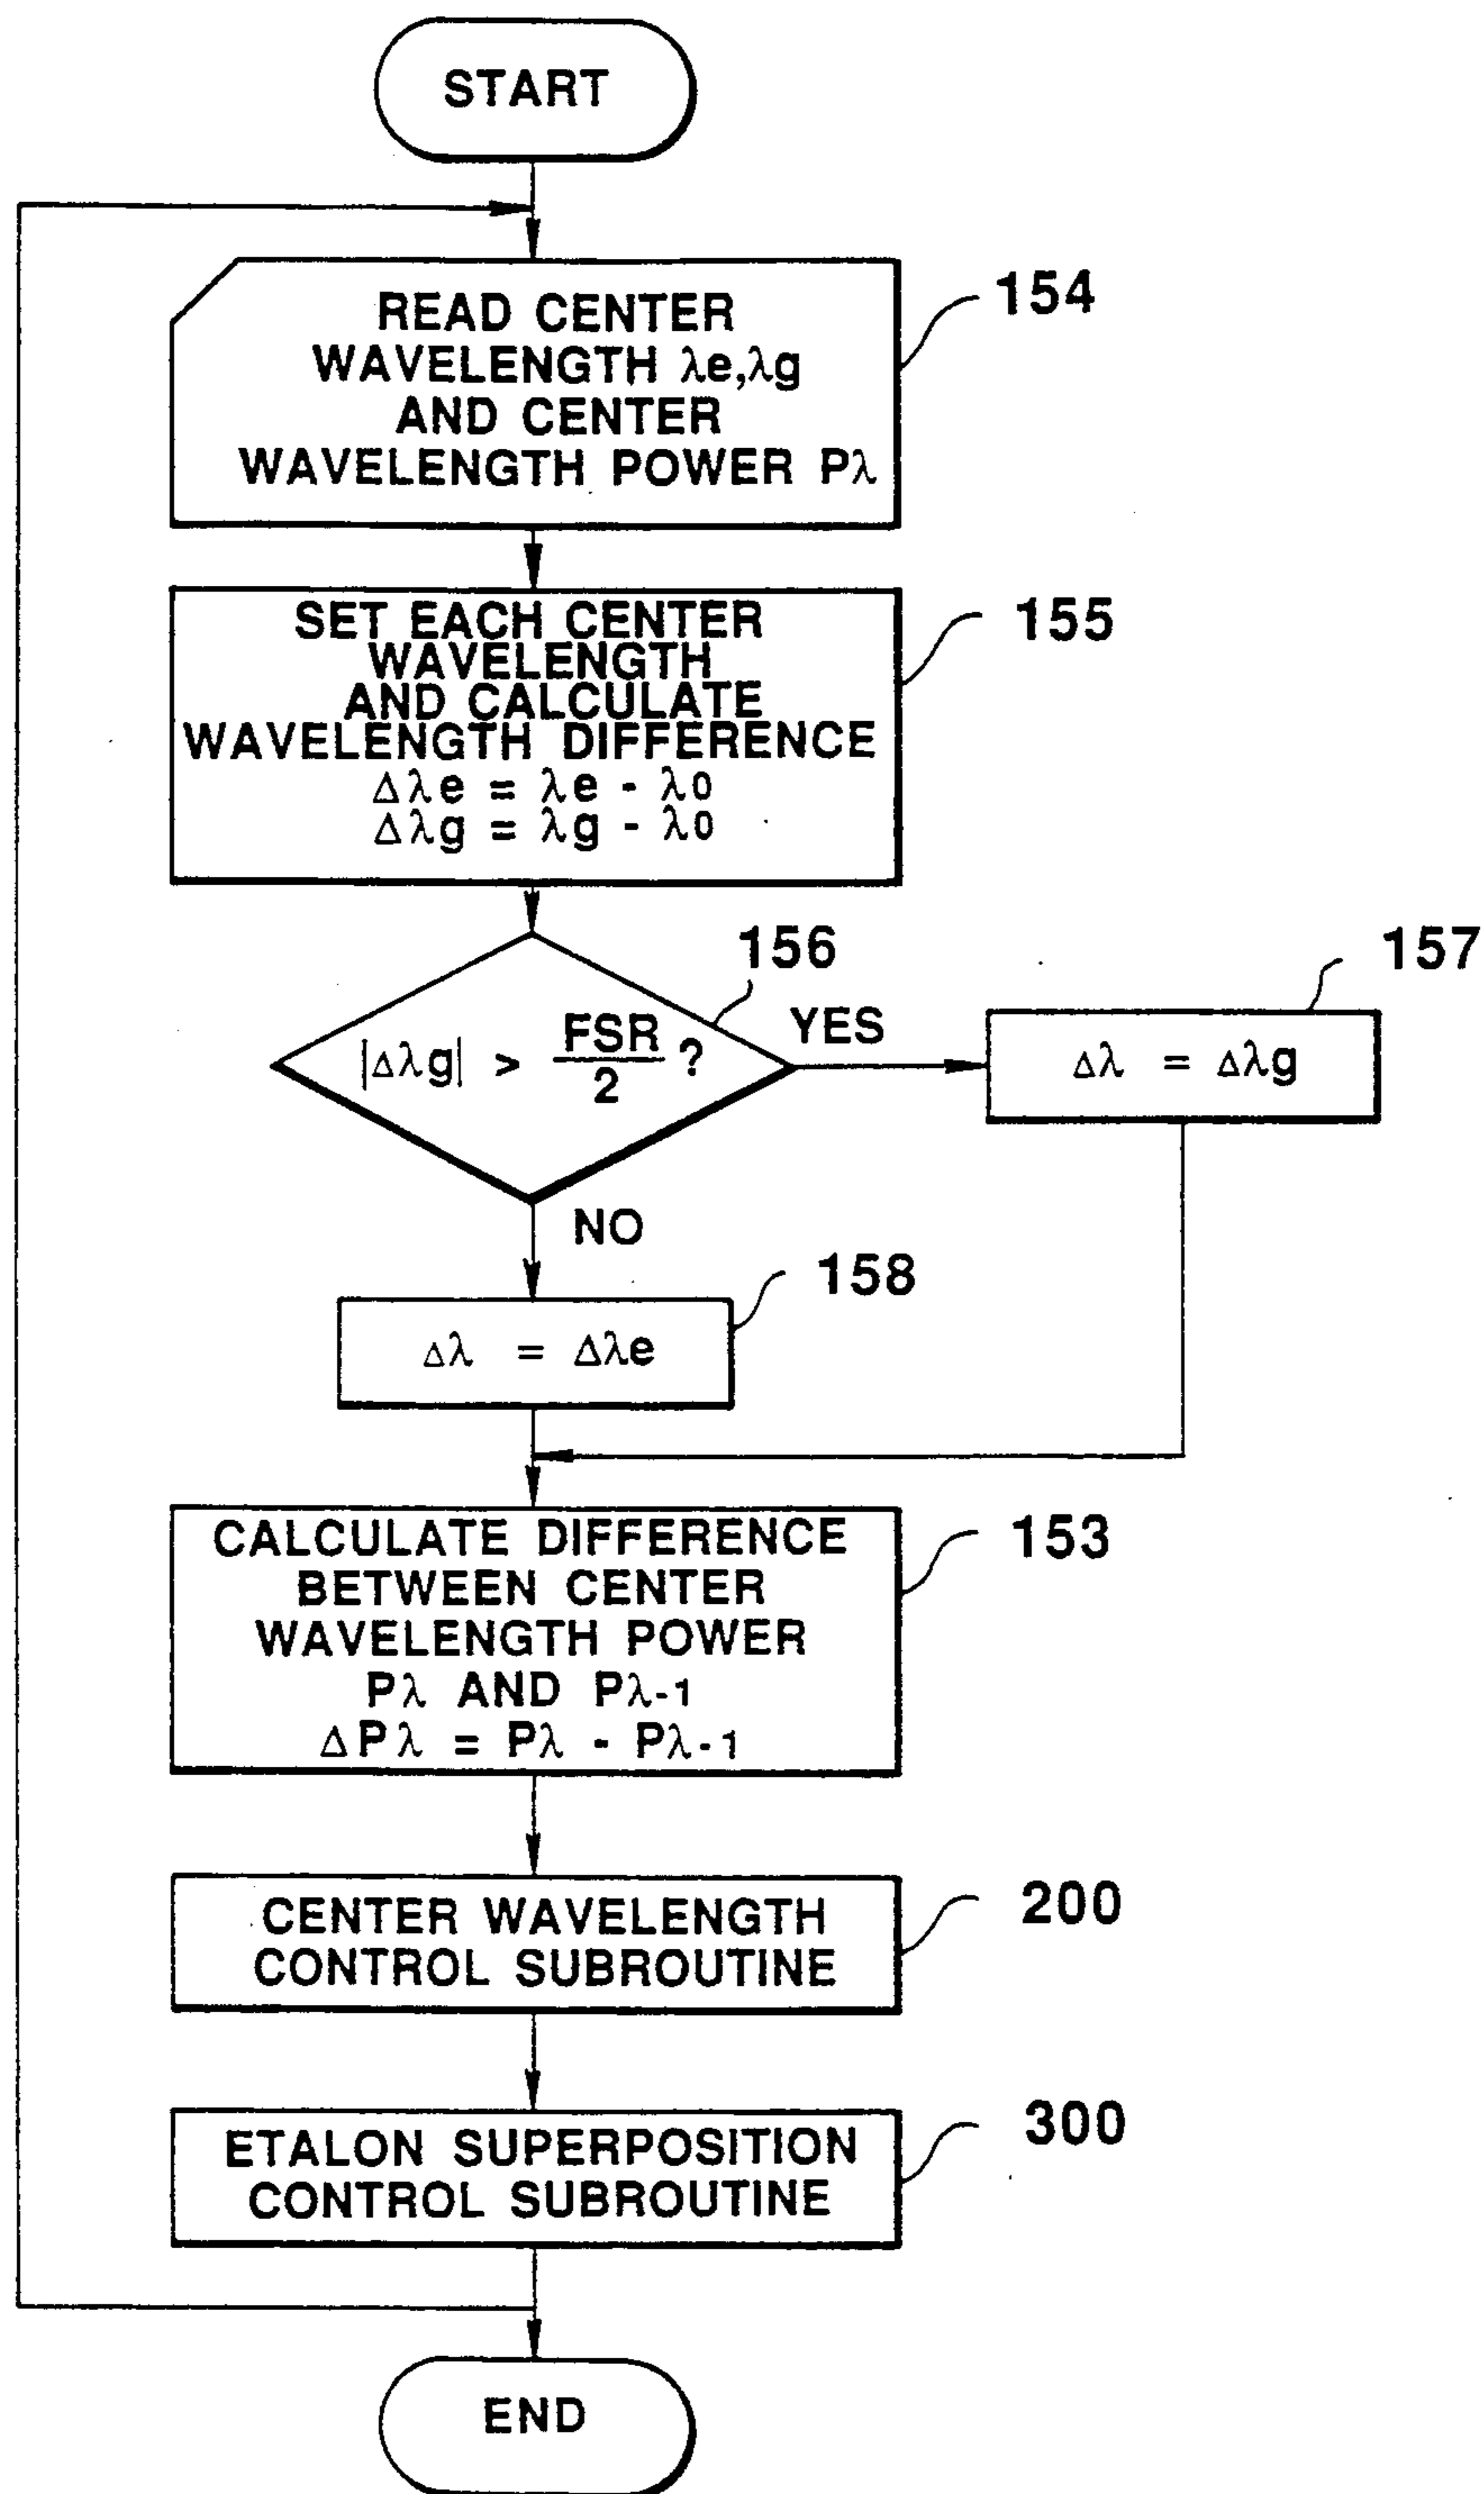 START
READ CENTER
WAVELENGTH λe,λg
AND CENTER
WAVELENGTH POWER Pλ
154
SET EACH CENTER
WAVELENGTH
AND CALCULATE
WAVELENGTH DIFFERENCE
Δλe = λe - λ0
Δλg = λg - λ0
155
156
|Δλg| > FSR/2 ?
YES
157
Δλ = Δλg
NO
158
Δλ = Δλe
CALCULATE DIFFERENCE
BETWEEN CENTER
WAVELENGTH POWER
Pλ AND Pλ-1
ΔPλ = Pλ - Pλ-1
153
CENTER WAVELENGTH
CONTROL SUBROUTINE
200
ETALON SUPERPOSITION
CONTROL SUBROUTINE
300
END